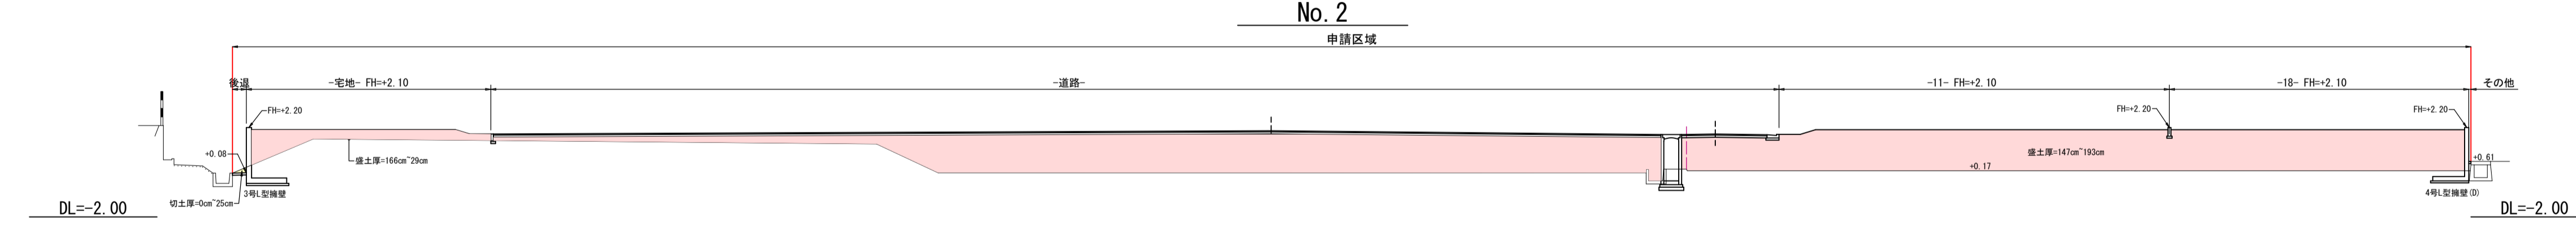 No.2
申請区域
後退
-宅地- FH=+2.10
-道路-
-11- FH=+2.10
-18- FH=+2.10
その他
FH=+2.20
FH=+2.20
FH=+2.20
+0.08
盛土厚=166cm~29cm
盛土厚=147cm~193cm
+0.17
+0.61
3号L型擁壁
切土厚=0cm~25cm
4号L型擁壁(D)
DL=-2.00
DL=-2.00